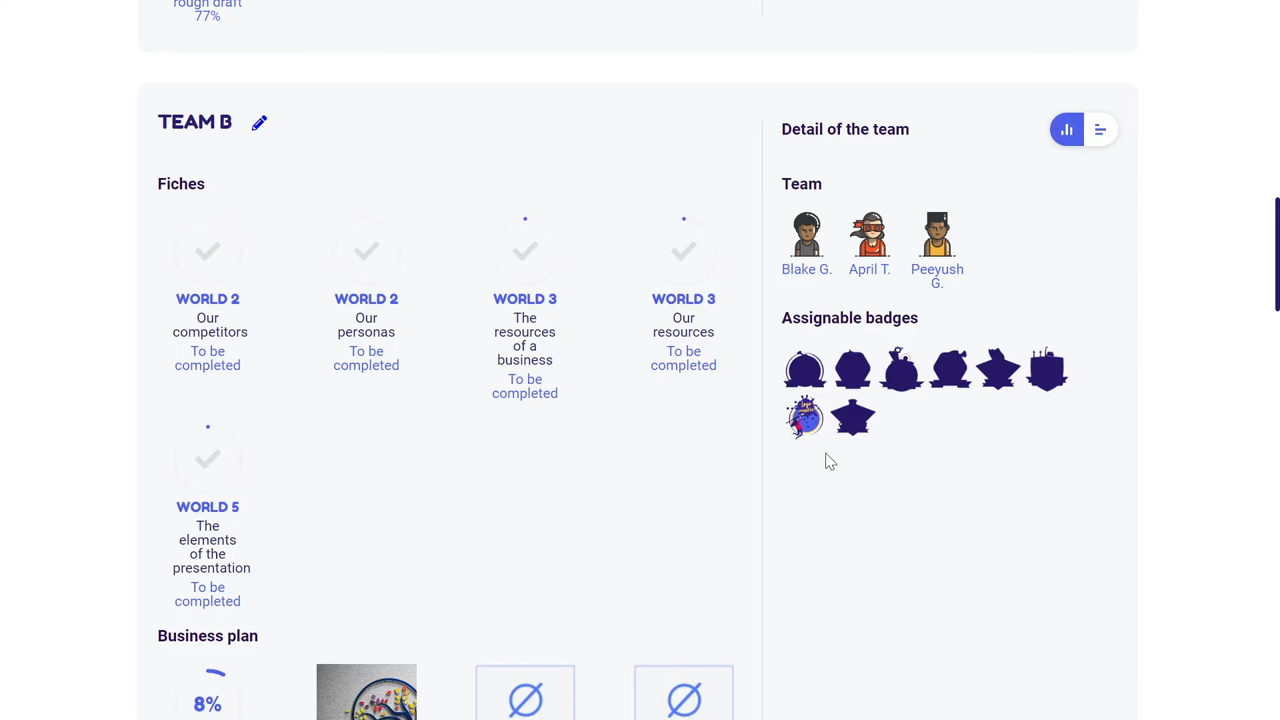 rough draft
77%
TEAM B
Fiches
WORLD 2
Our
competitors
To be
completed
WORLD 2
Our
personas
To be
completed
WORLD 3
The
resources
of a
business
To be
completed
WORLD 3
Our
resources
To be
completed
WORLD 5
The
elements
of the
presentation
To be
completed
Business plan
8%
Detail of the team
Team
Blake G.
April T.
Peeyush
G.
Assignable badges